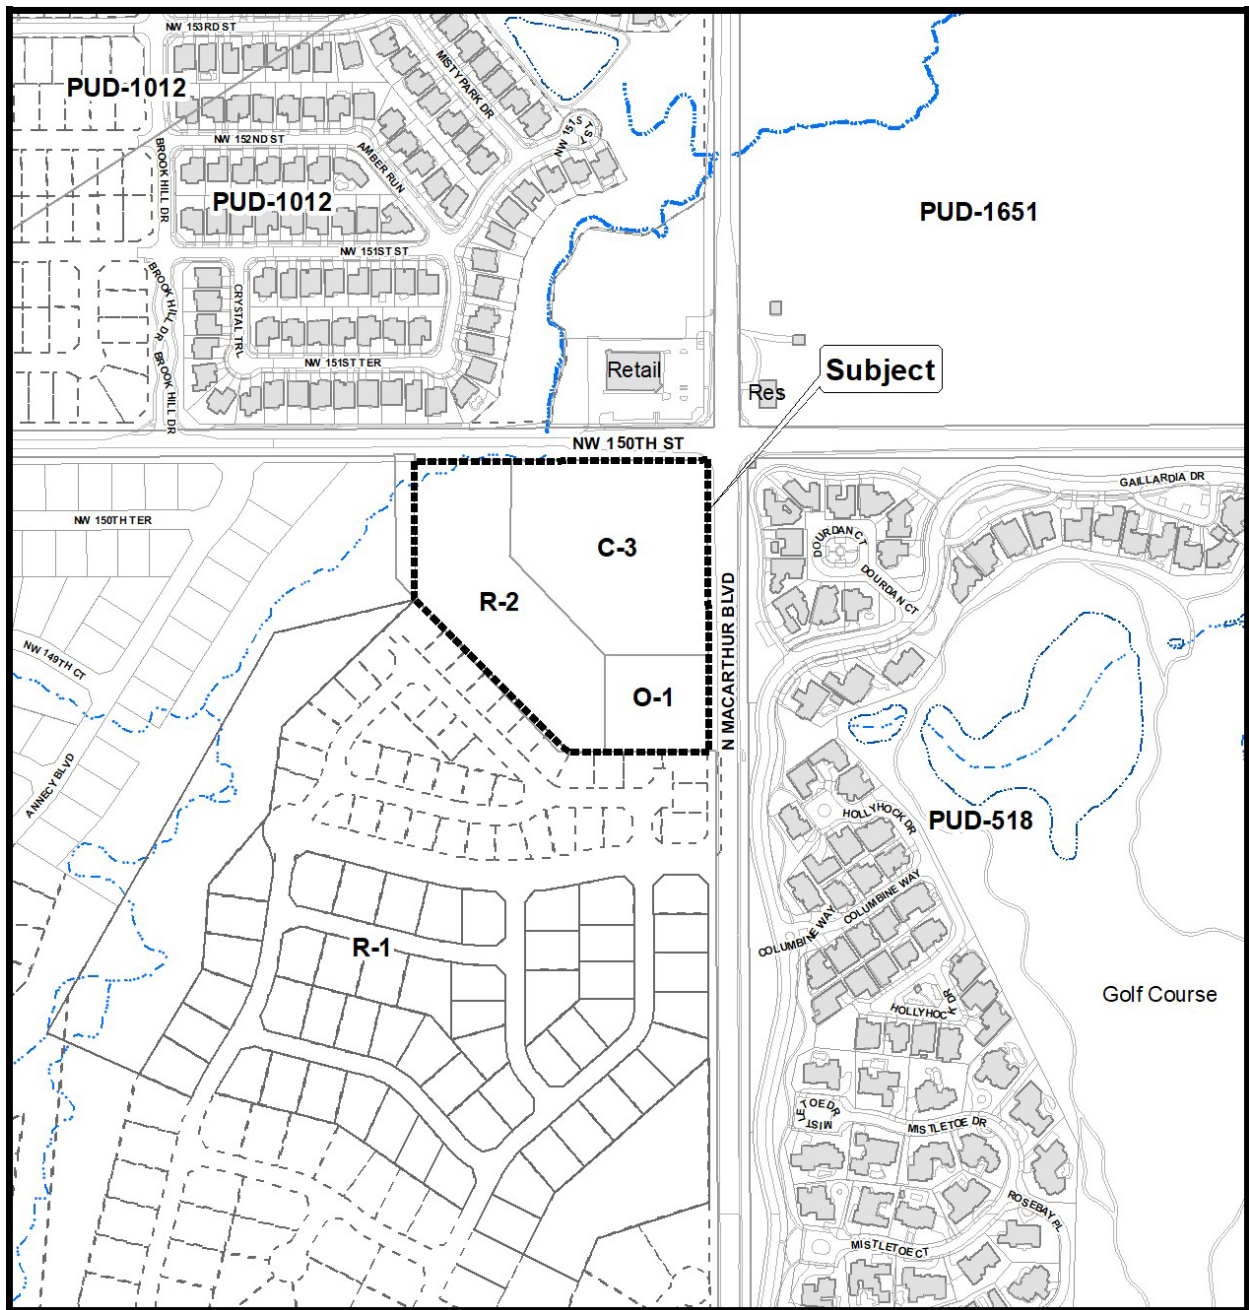 NW 153RD ST
PUD-1012
MISTY PARK DR
NW 151ST ST
NW 152ND ST
BROOK HILL DR
AMBER RUN
PUD-1012
PUD-1651
NW 151ST ST
BROOK HILL DR
CRYSTAL TRL
NW 151ST TER
BROOK HILL DR
Retail
Subject
Res
NW 150TH ST
GAILLARDIA DR
NW 150TH TER
DOURDAN CT
C-3
DOURDAN CT
R-2
N MACARTHUR BLVD
NW 149TH CT
O-1
ANNECY BLVD
HOLLYHOCK DR
PUD-518
COLUMBINE WAY
COLUMBINE WAY
R-1
Golf Course
HOLLYHOCK DR
MISTLETOE DR
MISTLETOE DR
ROSEBAY PL
MISTLETOE CT